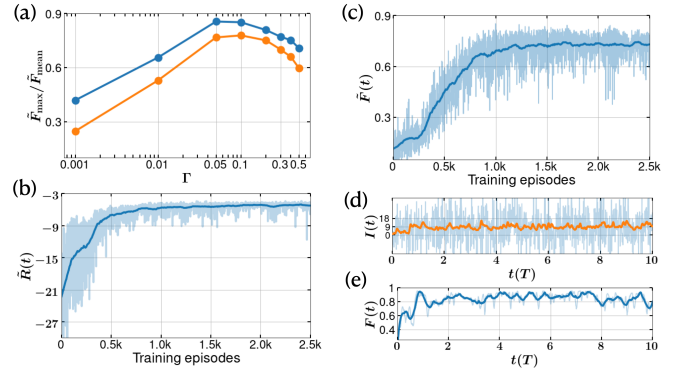 (a)
F̃max/F̃mean
0.9
0.6
0.3
0.001
0.01
0.05
0.1
0.3
0.5
Γ
(b)
R̃(t)
−3
−9
−15
−21
−27
0
0.5k
1.0k
1.5k
2.0k
2.5k
Training episodes
(c)
F̄(t)
0.9
0.6
0.3
0
0.5k
1.0k
1.5k
2.0k
2.5k
Training episodes
(d)
I(t)
18
9
0
0
2
4
6
8
10
t(T)
(e)
F(t)
1
0.8
0.6
0.4
0
2
4
6
8
10
t(T)